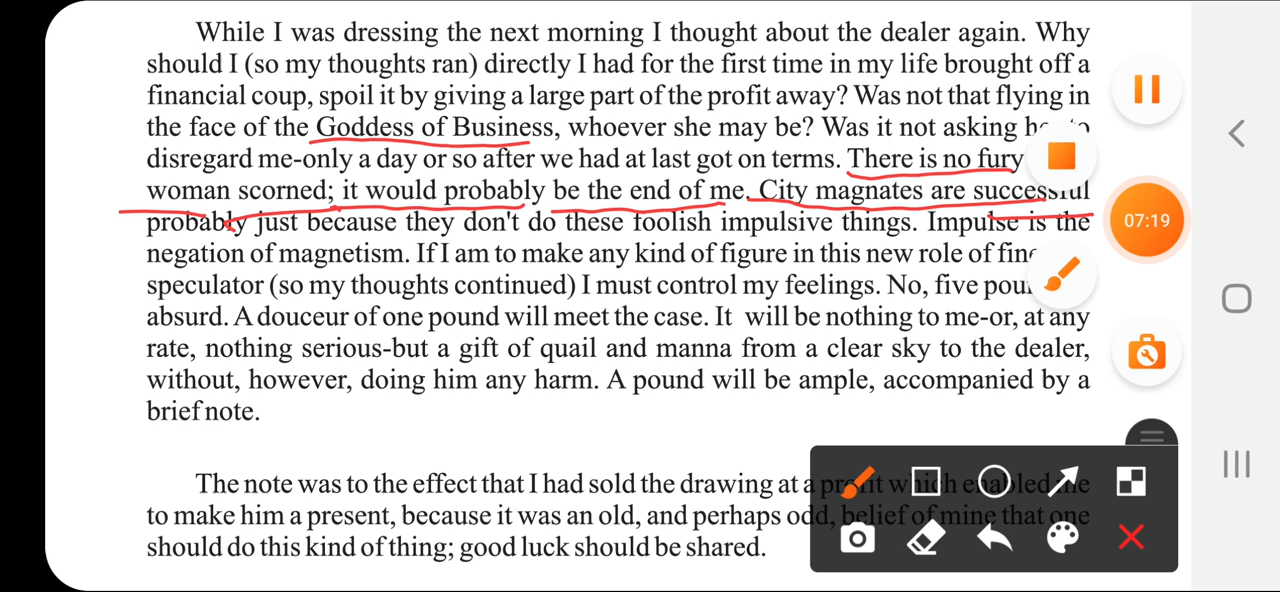 While I was dressing the next morning I thought about the dealer again. Why
should I (so my thoughts ran) directly I had for the first time in my life brought off a
financial coup, spoil it by giving a large part of the profit away? Was not that flying in
the face of the Goddess of Business, whoever she may be? Was it not asking
disregard me-only a day or so after we had at last got on terms. There is no fury
woman scorned; it would probably be the end of me. City magnates are successful
probably just because they don't do these foolish impulsive things. Impulse is the
negation of magnetism. If I am to make any kind of figure in this new role of
speculator (so my thoughts continued) I must control my feelings. No, five
absurd. A douceur of one pound will meet the case. It will be nothing to me-or, at any
rate, nothing serious-but a gift of quail and manna from a clear sky to the dealer,
without, however, doing him any harm. A pound will be ample, accompanied by a
brief note.
The note was to the effect that I had sold the drawing at a profit which enabled me
to make him a present, because it was an old, and perhaps odd, belief of mine that one
should do this kind of thing; good luck should be shared.
07:19